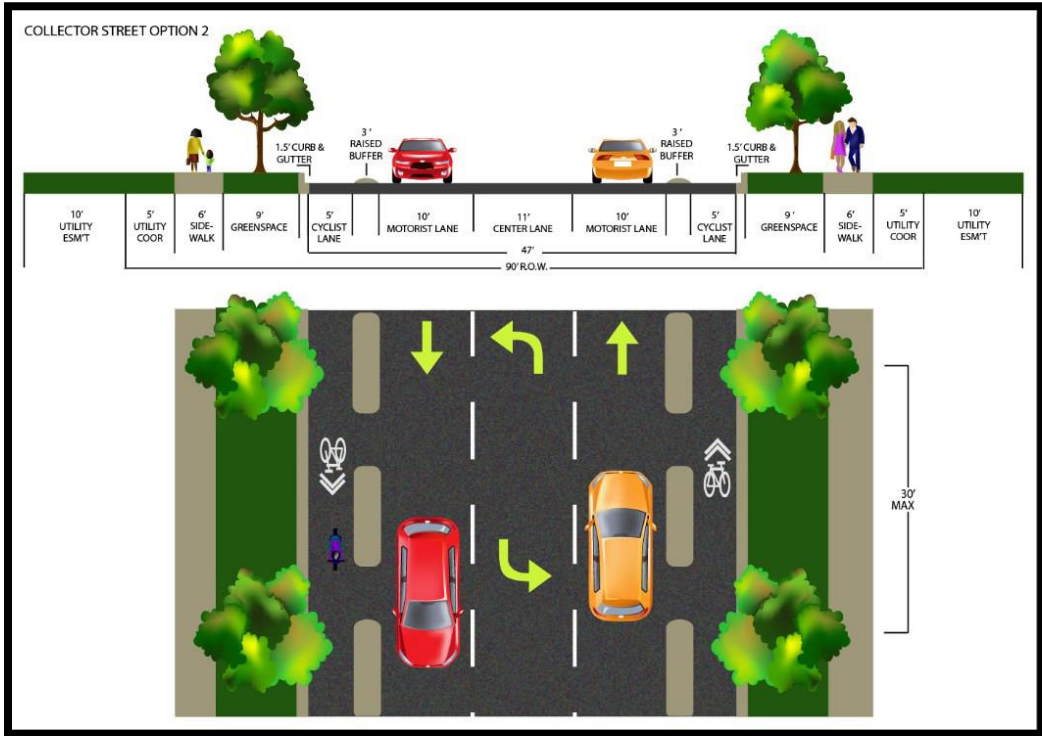 COLLECTOR STREET OPTION 2
1.5' CURB &
GUTTER
3 '
RAISED
BUFFER
3 '
RAISED
BUFFER
1.5' CURB &
GUTTER
10'
UTILITY
ESM'T
5'
UTILITY
COOR
6'
SIDE-
WALK
9'
GREENSPACE
5'
CYCLIST
LANE
10'
MOTORIST LANE
11'
CENTER LANE
10'
MOTORIST LANE
5'
CYCLIST
LANE
9 '
GREENSPACE
6'
SIDE-
WALK
5'
UTILITY
COOR
10'
UTILITY
ESM'T
47'
90' R.O.W.
30'
MAX